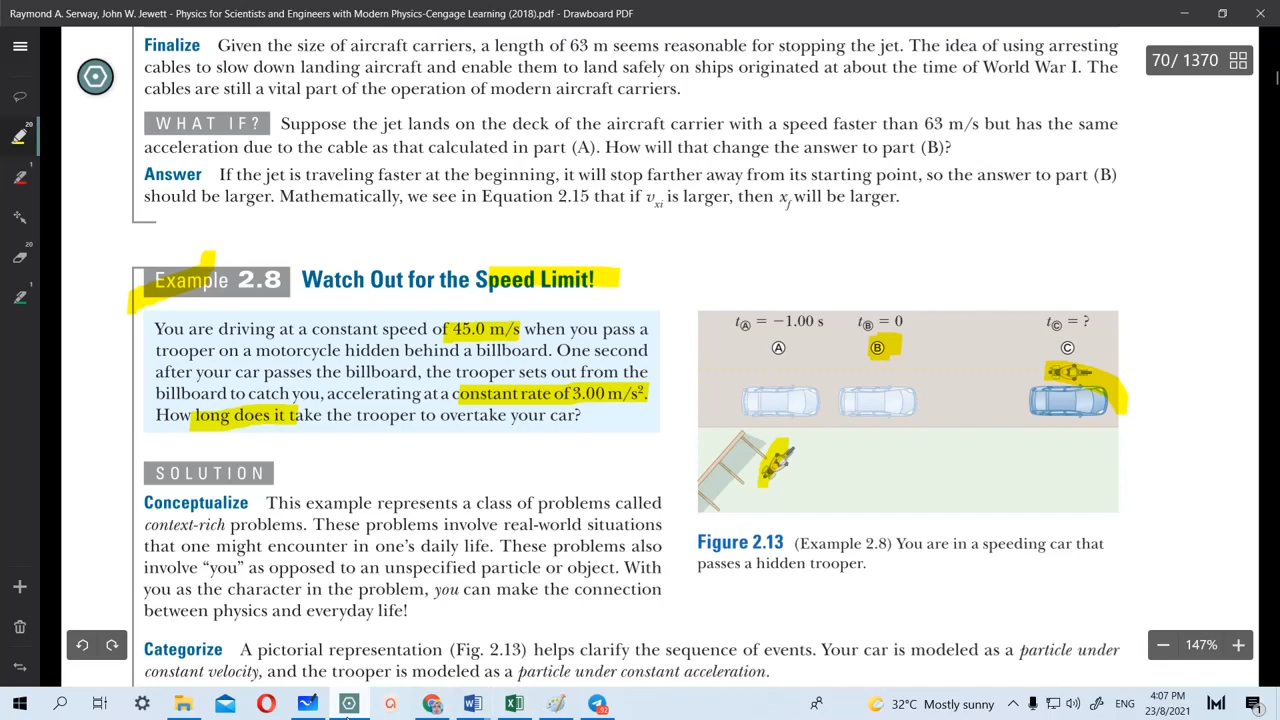 Raymond A. Serway, John W. Jewett - Physics for Scientists and Engineers with Modern Physics-Cengage Learning (2018).pdf - Drawboard PDF
Finalize Given the size of aircraft carriers, a length of 63 m seems reasonable for stopping the jet. The idea of using arresting
cables to slow down landing aircraft and enable them to land safely on ships originated at about the time of World War I. The
cables are still a vital part of the operation of modern aircraft carriers.
70/ 1370
WHAT IF? Suppose the jet lands on the deck of the aircraft carrier with a speed faster than 63 m/s but has the same
acceleration due to the cable as that calculated in part (A). How will that change the answer to part (B)?
Answer If the jet is traveling faster at the beginning, it will stop farther away from its starting point, so the answer to part (B)
should be larger. Mathematically, we see in Equation 2.15 that if vxi is larger, then xf will be larger.
20
1
20
1
Example 2.8 Watch Out for the Speed Limit!
You are driving at a constant speed of 45.0 m/s when you pass a
trooper on a motorcycle hidden behind a billboard. One second
after your car passes the billboard, the trooper sets out from the
billboard to catch you, accelerating at a constant rate of 3.00 m/s².
How long does it take the trooper to overtake your car?
tⒶ = −1.00 s tⒷ = 0 tⒸ = ?
Ⓐ Ⓑ Ⓒ
SOLUTION
Conceptualize This example represents a class of problems called
context-rich problems. These problems involve real-world situations
that one might encounter in one's daily life. These problems also
involve "you" as opposed to an unspecified particle or object. With
you as the character in the problem, you can make the connection
between physics and everyday life!
Figure 2.13 (Example 2.8) You are in a speeding car that
passes a hidden trooper.
Categorize A pictorial representation (Fig. 2.13) helps clarify the sequence of events. Your car is modeled as a particle under
constant velocity, and the trooper is modeled as a particle under constant acceleration.
147%
92
32°C Mostly sunny
ENG
4:07 PM
23/8/2021
1